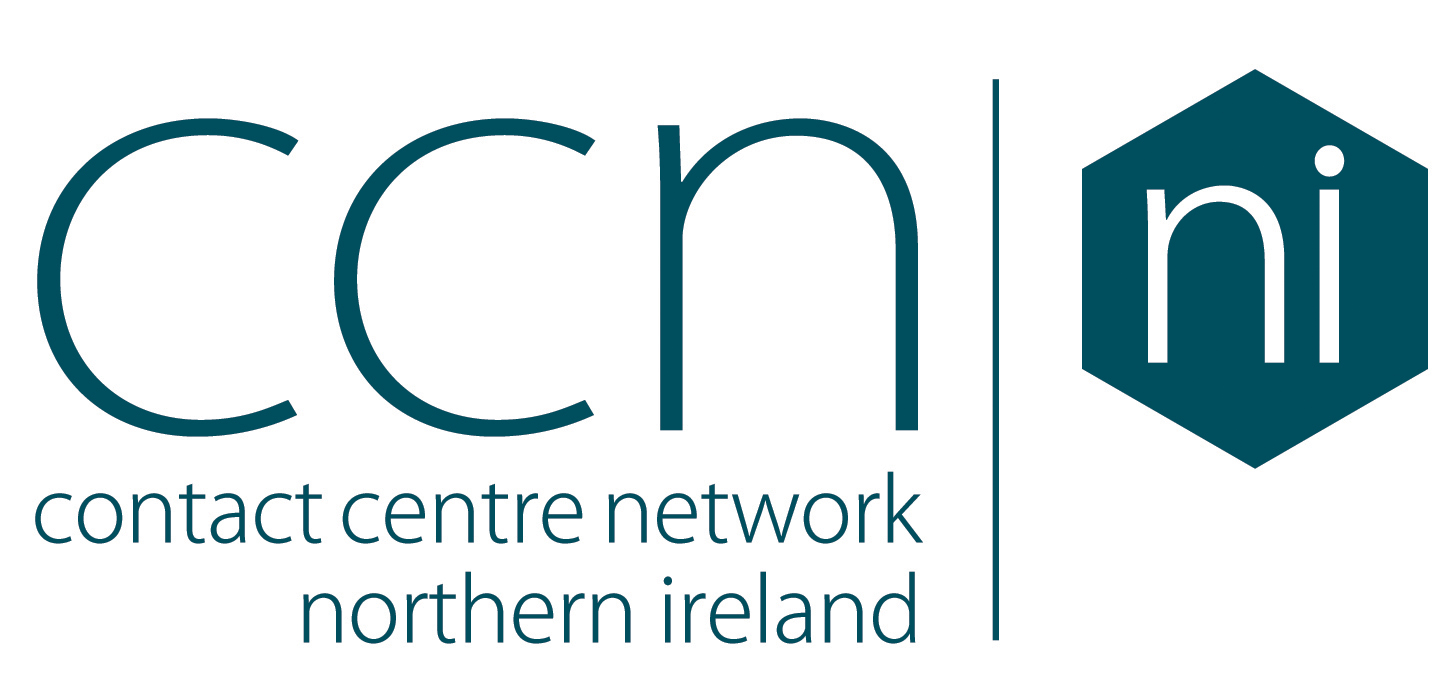 ccn
contact centre network
northern ireland
ni